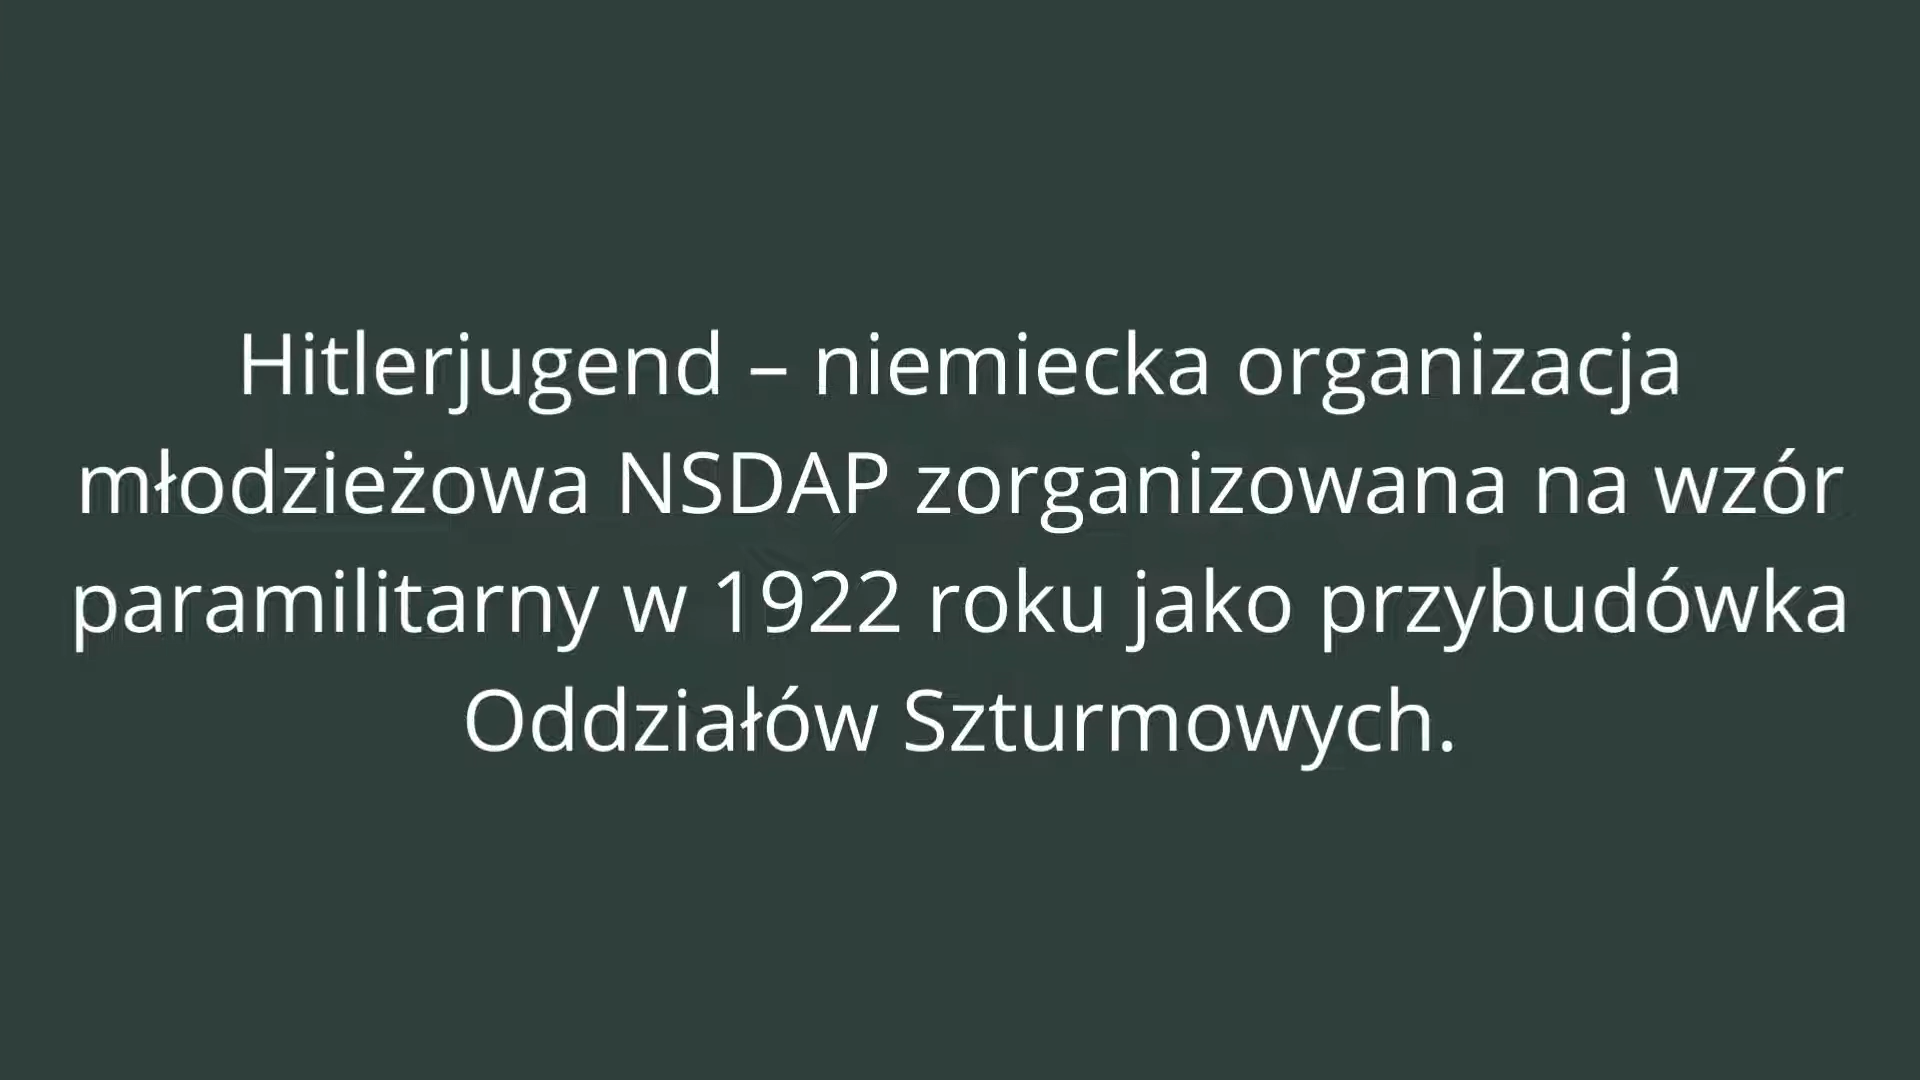 Hitlerjugend – niemiecka organizacja
młodzieżowa NSDAP zorganizowana na wzór
paramilitarny w 1922 roku jako przybudówka
Oddziałów Szturmowych.